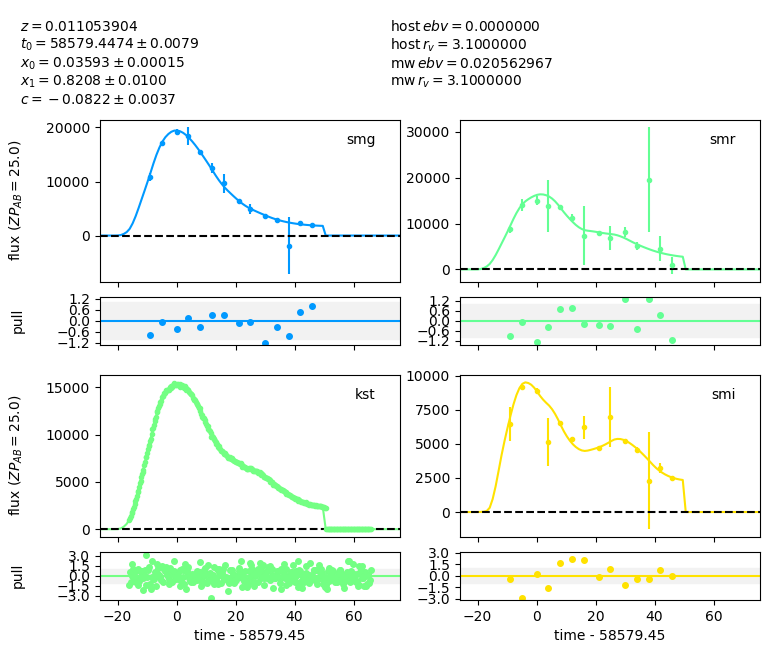 z = 0.011053904
t0 = 58579.4474 ± 0.0079
x0 = 0.03593 ± 0.00015
x1 = 0.8208 ± 0.0100
c = −0.0822 ± 0.0037
host ebv = 0.0000000
host r_v = 3.1000000
mw ebv = 0.020562967
mw r_v = 3.1000000
flux (ZP_AB = 25.0)
20000
10000
0
smg
30000
20000
10000
0
smr
pull
1.2
0.6
0.0
−0.6
−1.2
1.2
0.6
0.0
−0.6
−1.2
flux (ZP_AB = 25.0)
15000
10000
5000
0
kst
10000
7500
5000
2500
0
smi
pull
3.0
1.5
0.0
−1.5
−3.0
3.0
1.5
0.0
−1.5
−3.0
−20 0 20 40 60
−20 0 20 40 60
time - 58579.45
time - 58579.45